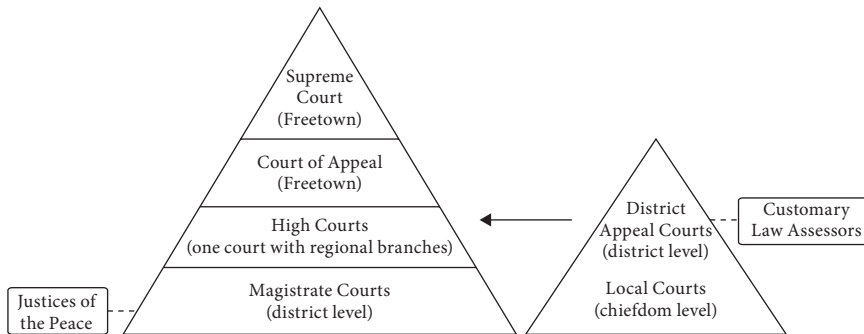 Supreme
Court
(Freetown)
Court of Appeal
(Freetown)
High Courts
(one court with regional branches)
Magistrate Courts
(district level)
Justices of
the Peace
District
Appeal Courts
(district level)
Local Courts
(chiefdom level)
Customary
Law Assessors